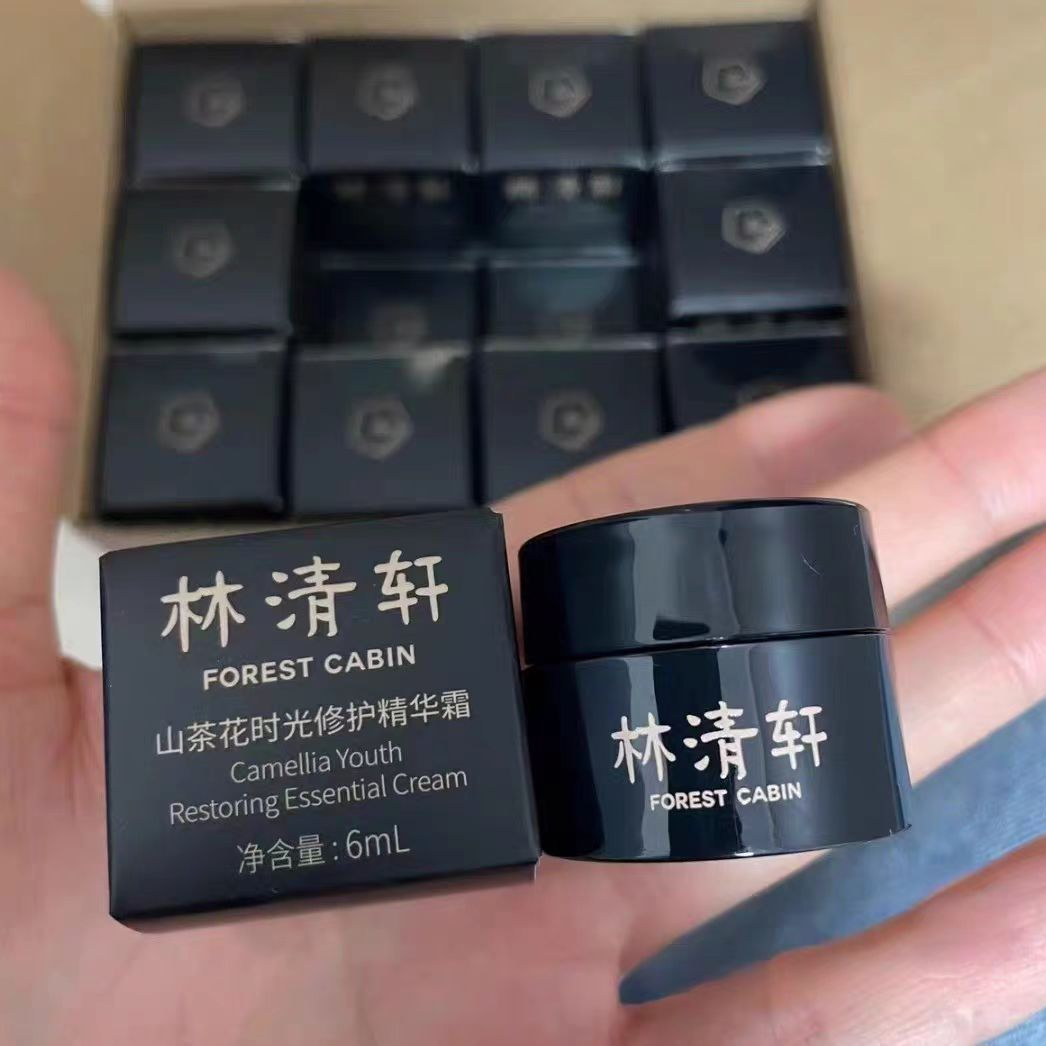 林清轩
FOREST CABIN
山茶花时光修护精华霜
Camellia Youth
Restoring Essential Cream
净含量:6mL
林清轩
FOREST CABIN